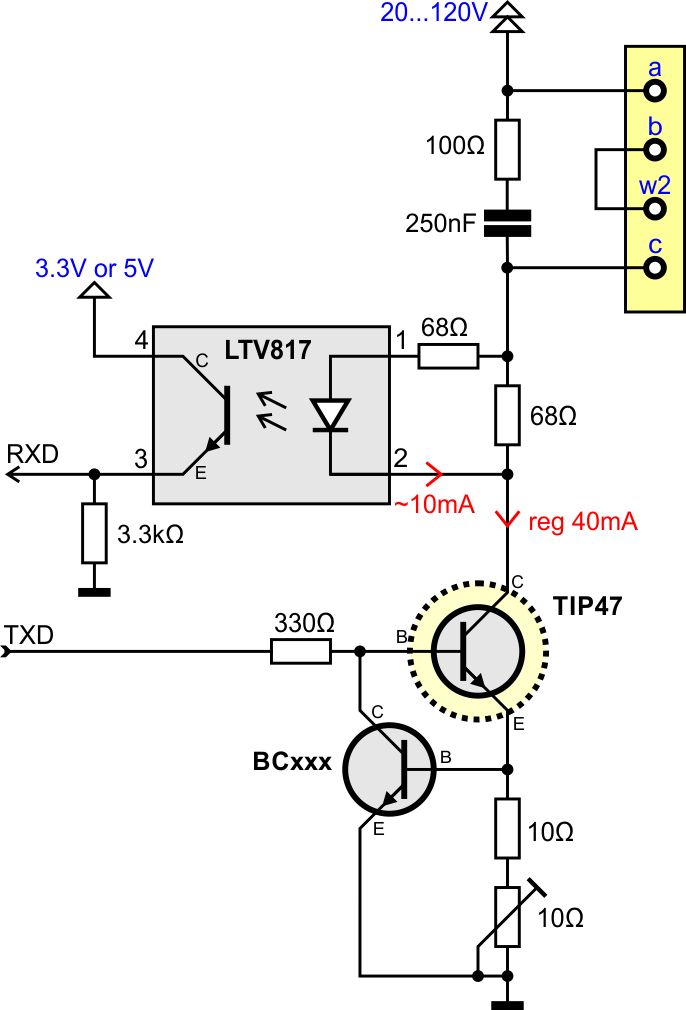 20...120V
a
100Ω
b
w2
250nF
c
3.3V or 5V
4
LTV817
1
68Ω
C
68Ω
RXD
3
E
2
~10mA
reg 40mA
3.3kΩ
C
TIP47
TXD
330Ω
B
C
E
BCxxx
B
E
10Ω
10Ω